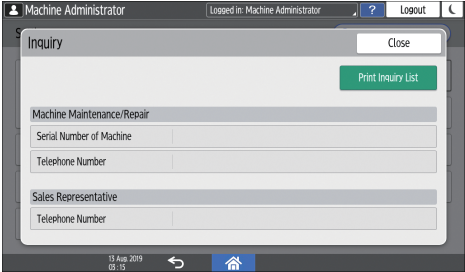 Machine Administrator
Logged in: Machine Administrator
?
Logout
S
Inquiry
Close
Print Inquiry List
Machine Maintenance/Repair
Serial Number of Machine
Telephone Number
Sales Representative
Telephone Number
13 Aug. 2019
03 : 15